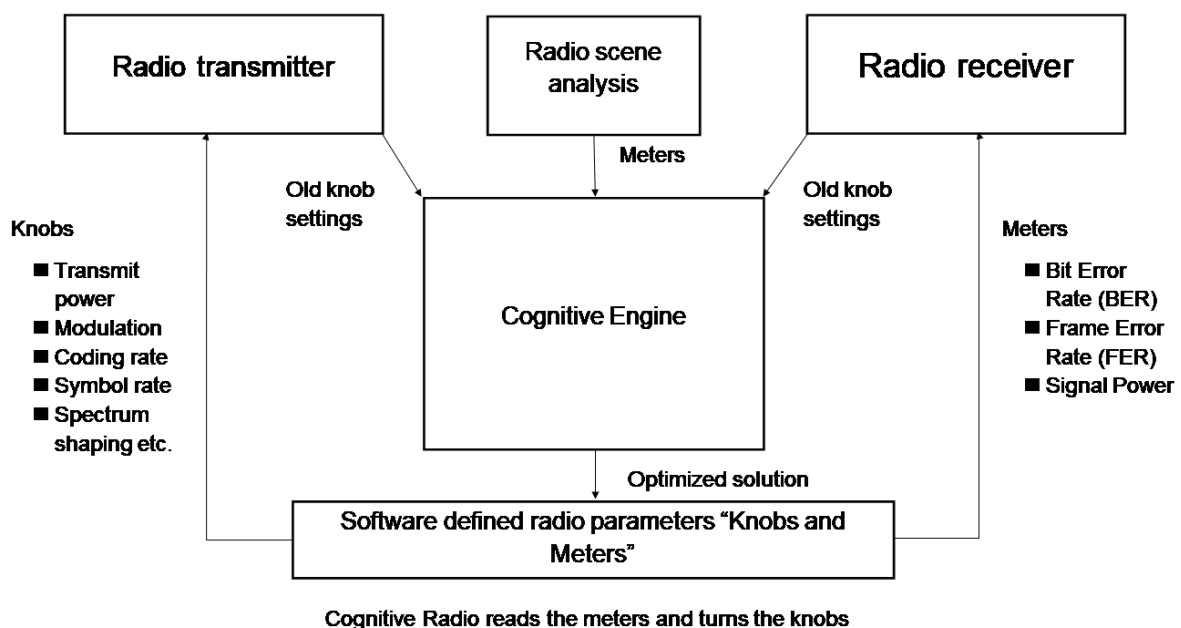 Radio transmitter
Radio scene
analysis
Radio receiver
Meters
Old knob
settings
Old knob
settings
Knobs
■ Transmit
power
■ Modulation
■ Coding rate
■ Symbol rate
■ Spectrum
shaping etc.
Cognitive Engine
Meters
■ Bit Error
Rate (BER)
■ Frame Error
Rate (FER)
■ Signal Power
Optimized solution
Software defined radio parameters “Knobs and
Meters”
Cognitive Radio reads the meters and turns the knobs